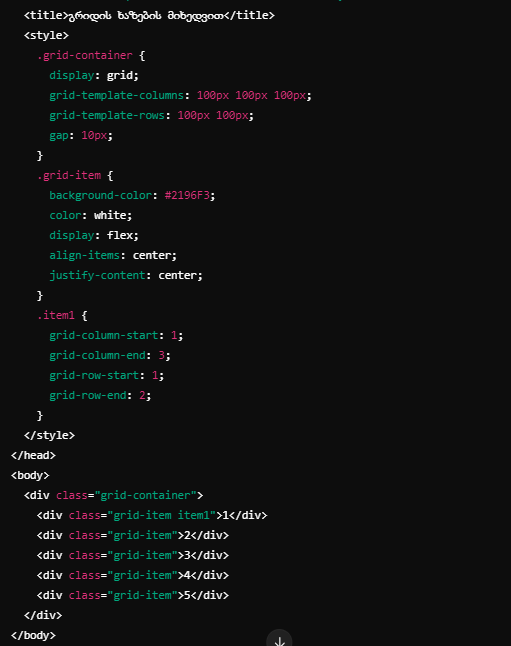 <title>გრიდის ხაზების მიხედვით</title>
<style>
.grid-container {
display: grid;
grid-template-columns: 100px 100px 100px;
grid-template-rows: 100px 100px;
gap: 10px;
}
.grid-item {
background-color: #2196F3;
color: white;
display: flex;
align-items: center;
justify-content: center;
}
.item1 {
grid-column-start: 1;
grid-column-end: 3;
grid-row-start: 1;
grid-row-end: 2;
}
</style>
</head>
<body>
<div class="grid-container">
<div class="grid-item item1">1</div>
<div class="grid-item">2</div>
<div class="grid-item">3</div>
<div class="grid-item">4</div>
<div class="grid-item">5</div>
</div>
</body>